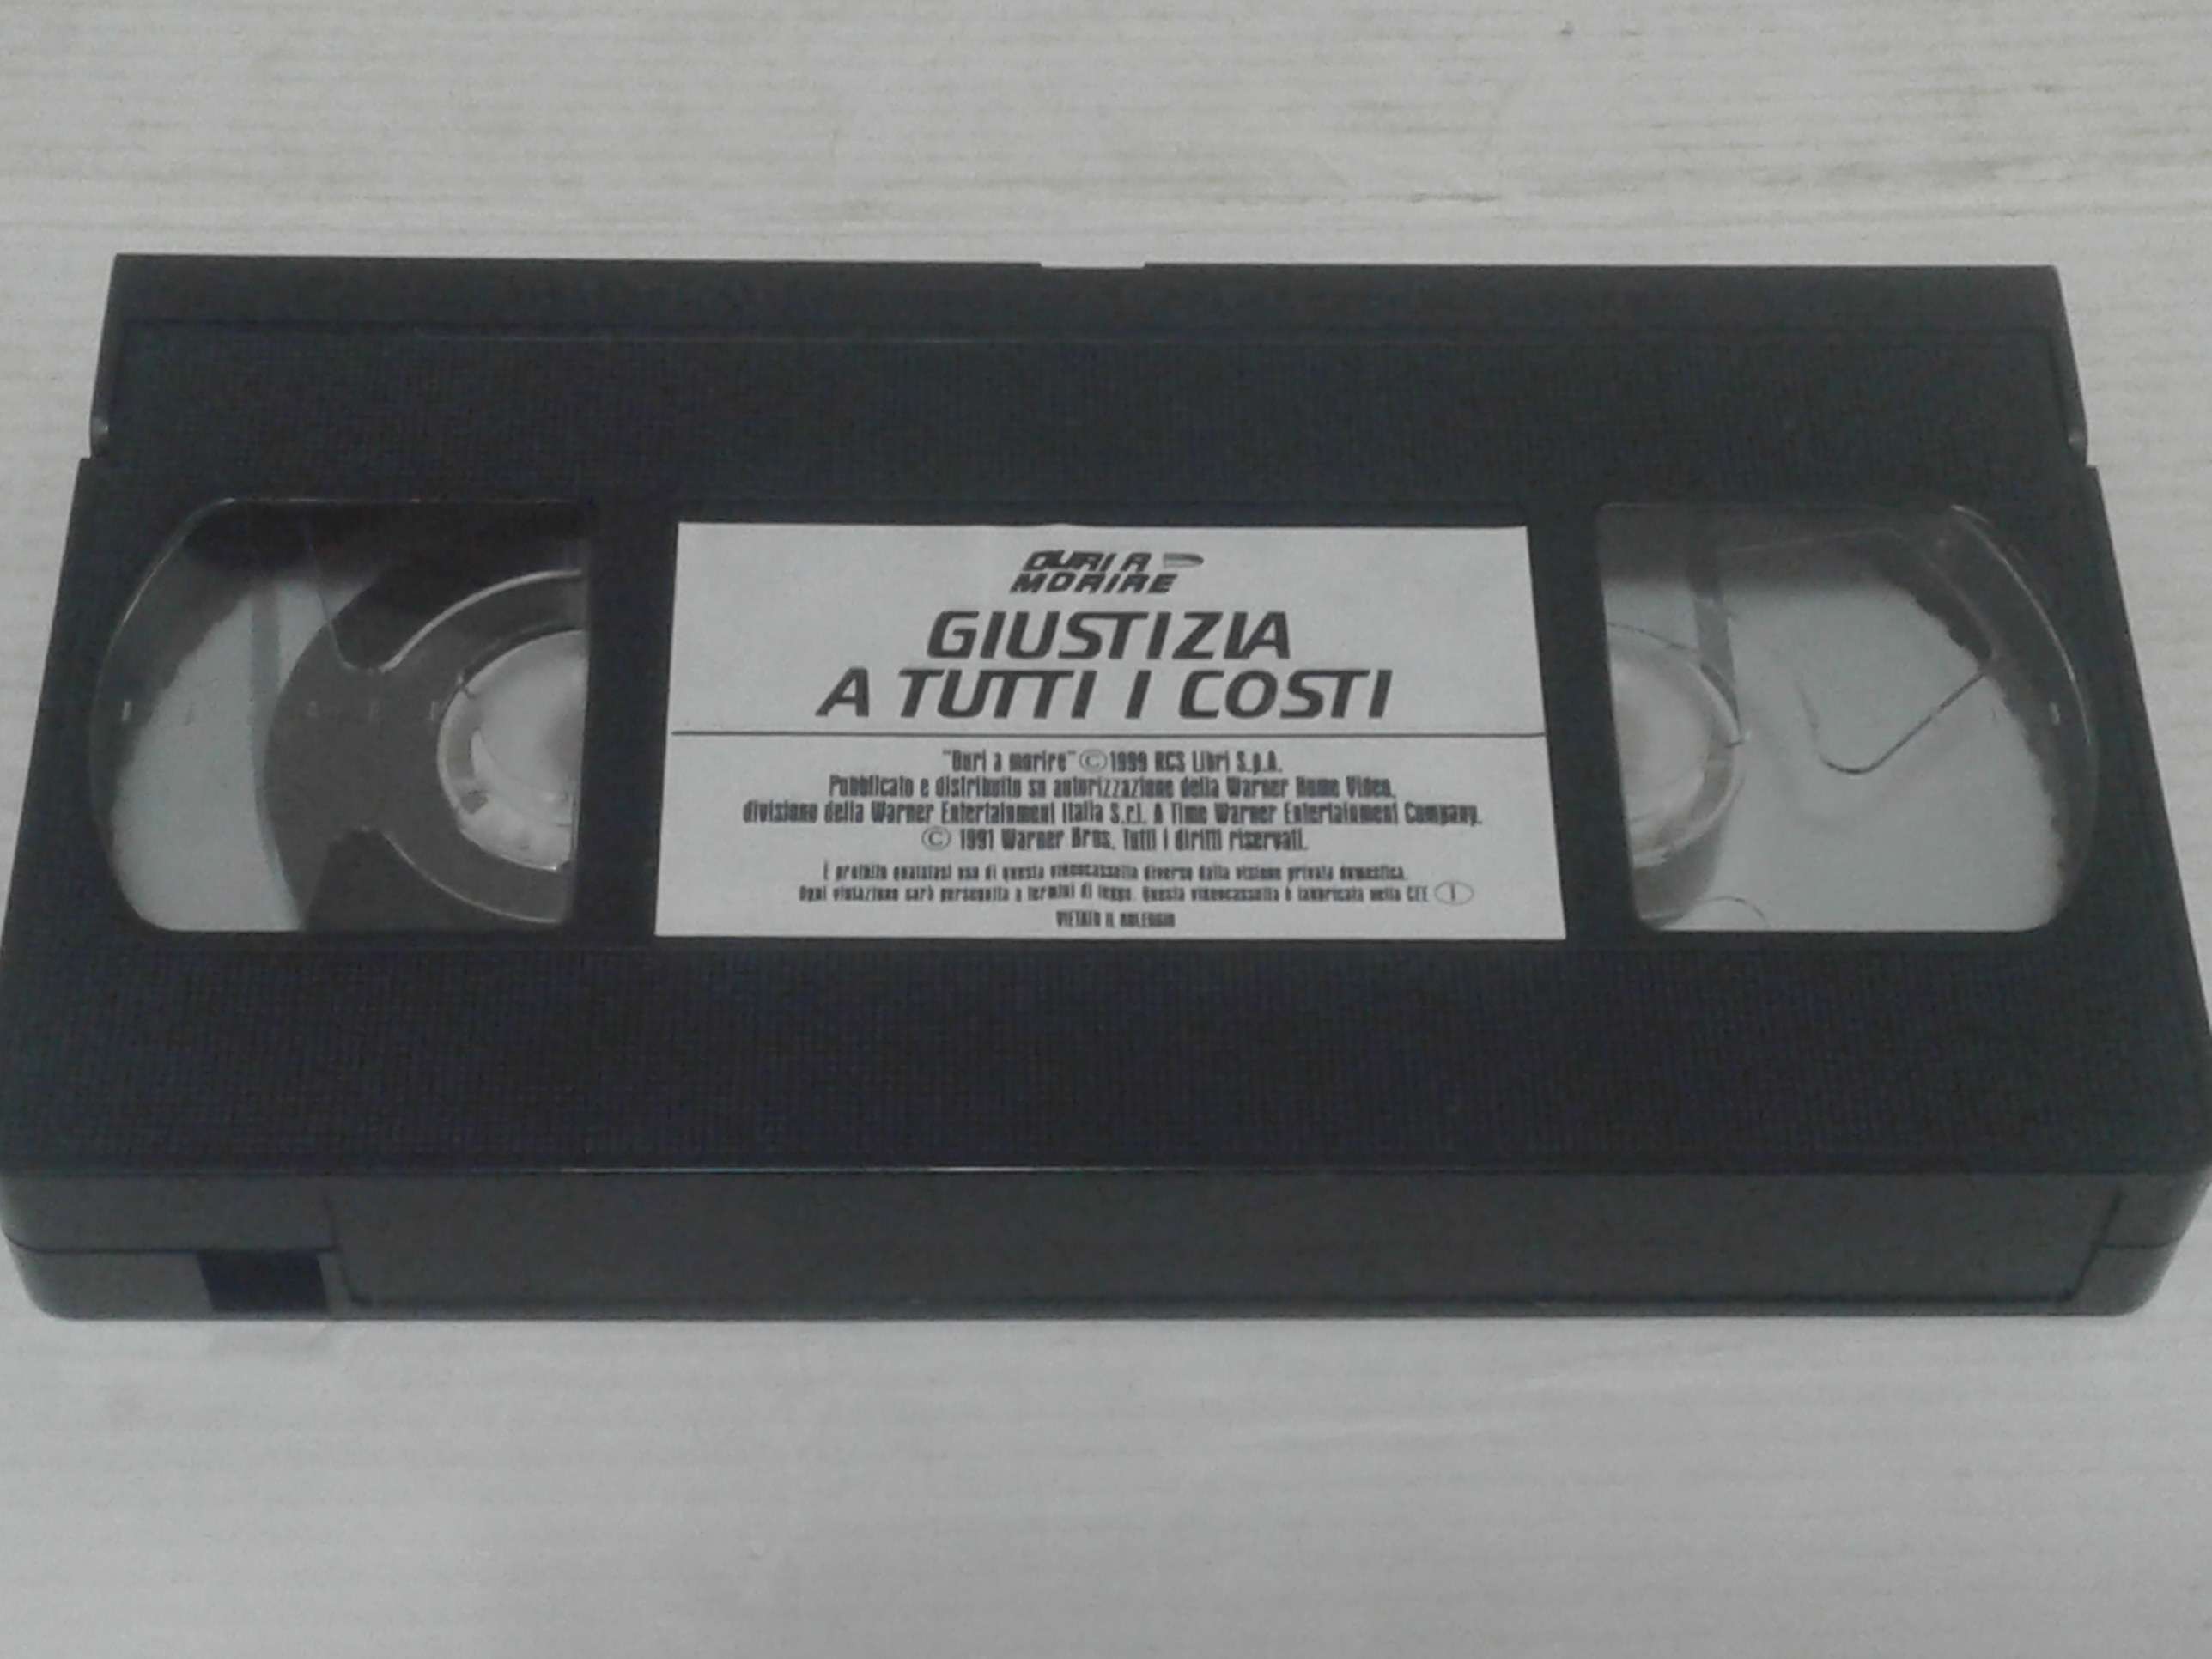 DURI A
MORIRE
GIUSTIZIA
A TUTTI I COSTI
"Duri a morire" ©1999 RCS Libri S.p.A.
Pubblicato e distribuito su autorizzazione della Warner Home Video,
divisione della Warner Entertainment Italia S.r.l. A Time Warner Entertainment Company.
© 1991 Warner Bros. Tutti i diritti riservati.
È proibito qualsiasi uso di questa videocassetta diverso dalla visione privata domestica.
Ogni violazione sarà perseguita a termini di legge. Questa videocassetta è fabbricata nella CEE I
VIETATO IL NOLEGGIO